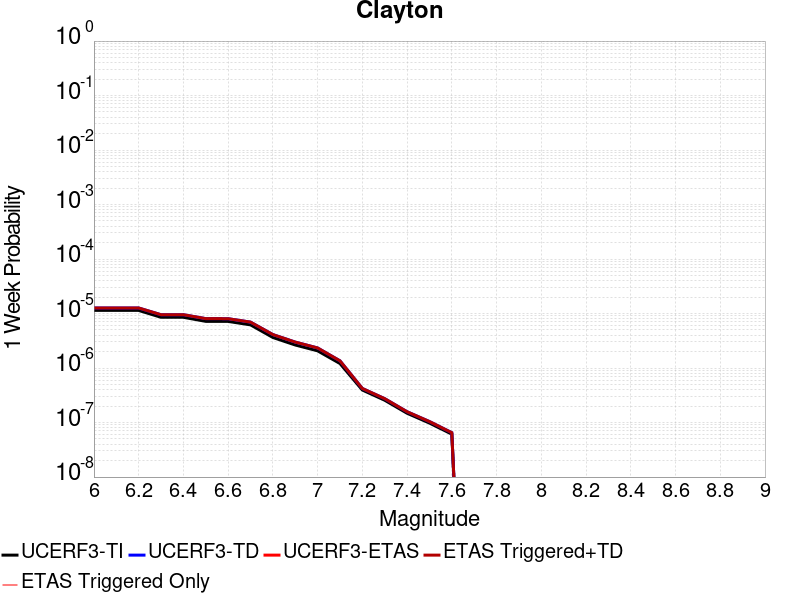 Clayton
1 Week Probability
10^0
10^-1
10^-2
10^-3
10^-4
10^-5
10^-6
10^-7
10^-8
6 6.2 6.4 6.6 6.8 7 7.2 7.4 7.6 7.8 8 8.2 8.4 8.6 8.8 9
Magnitude
UCERF3-TI UCERF3-TD UCERF3-ETAS ETAS Triggered+TD
ETAS Triggered Only